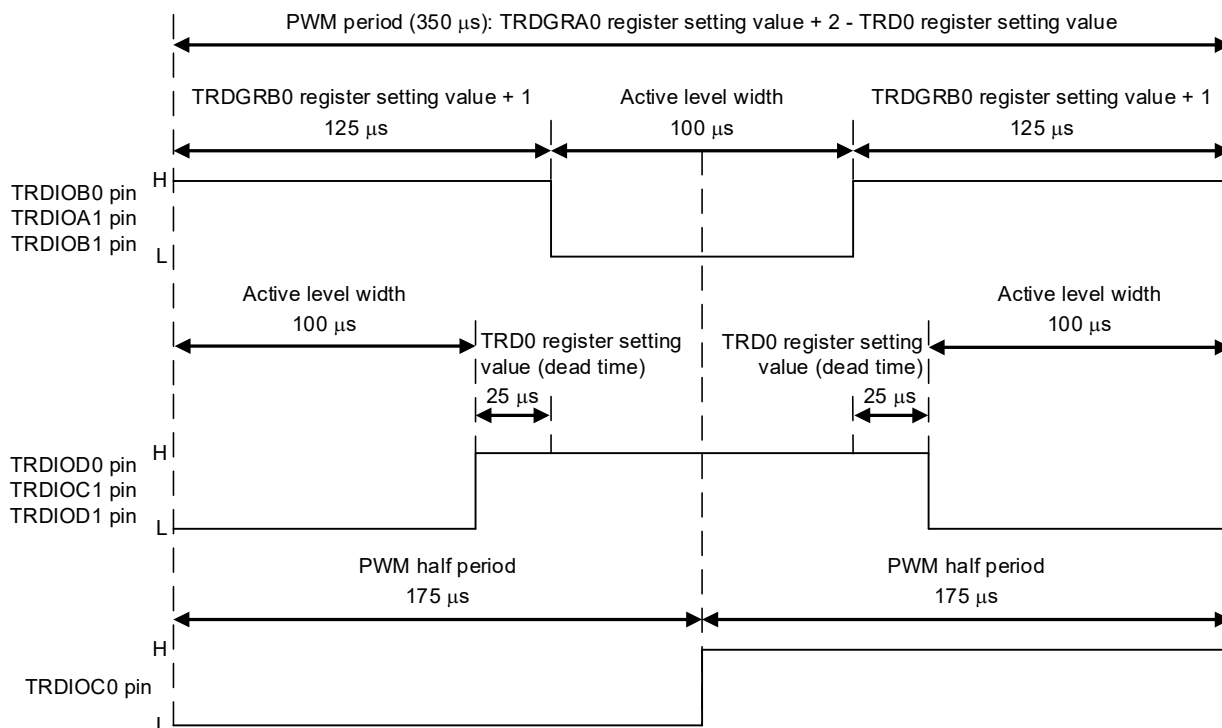 PWM period (350 μs): TRDGRA0 register setting value + 2 - TRD0 register setting value
TRDGRB0 register setting value + 1
125 μs
Active level width
100 μs
TRDGRB0 register setting value + 1
125 μs
H
TRDIOB0 pin
TRDIOA1 pin
TRDIOB1 pin
L
Active level width
100 μs
TRD0 register setting
value (dead time)
25 μs
TRD0 register setting
value (dead time)
25 μs
Active level width
100 μs
H
TRDIOD0 pin
TRDIOC1 pin
TRDIOD1 pin
L
PWM half period
175 μs
PWM half period
175 μs
H
TRDIOC0 pin
L